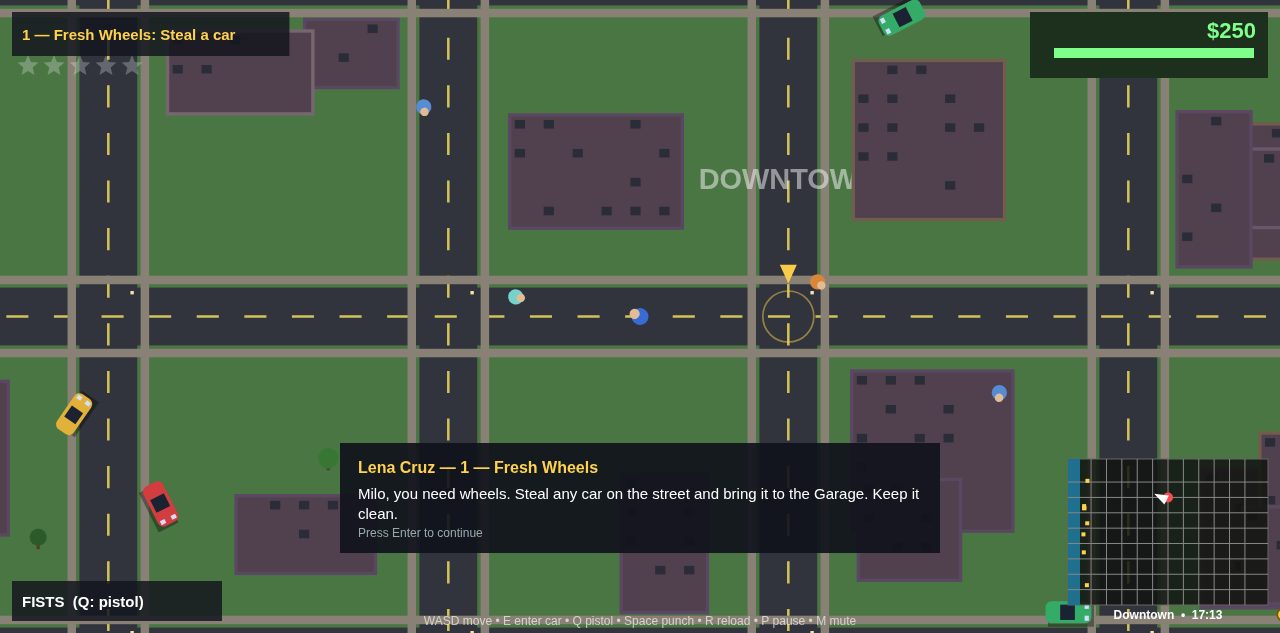 1 — Fresh Wheels: Steal a car
$250
DOWNTOW
Lena Cruz — 1 — Fresh Wheels
Milo, you need wheels. Steal any car on the street and bring it to the Garage. Keep it
clean.
Press Enter to continue
FISTS (Q: pistol)
Downtown • 17:13
WASD move • E enter car • Q pistol • Space punch • R reload • P pause • M mute